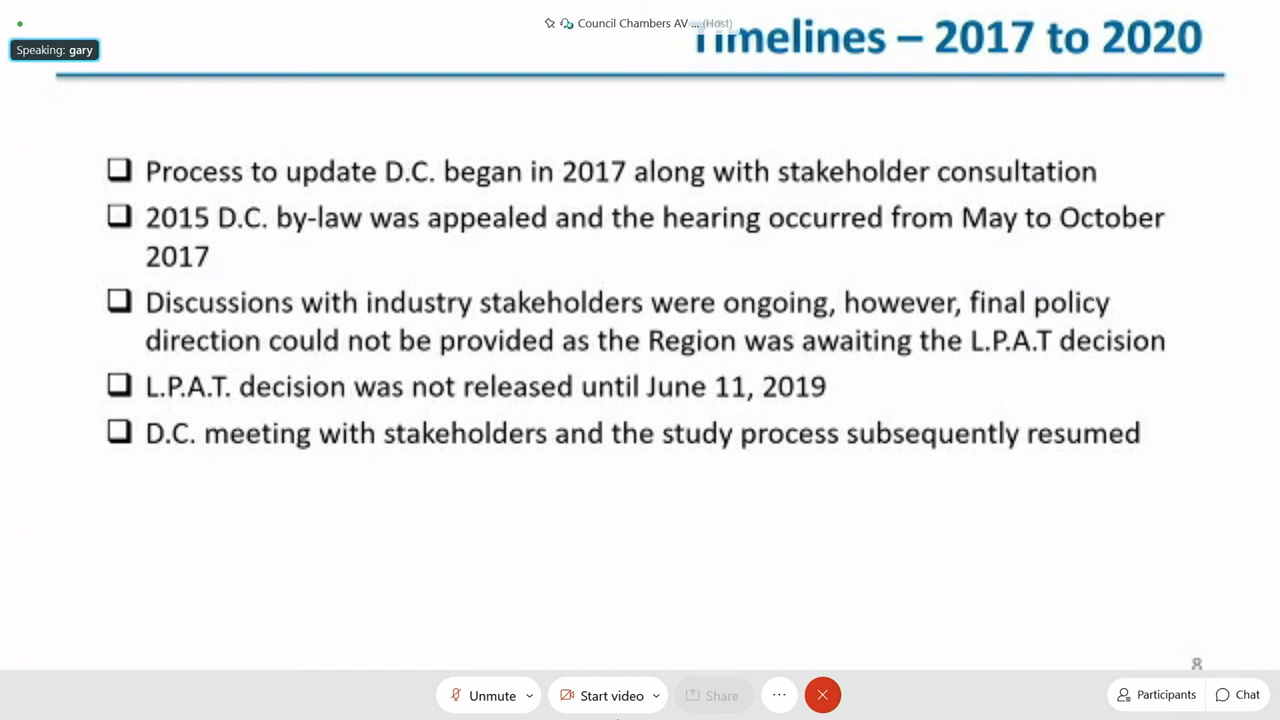 Council Chambers AV ... (Host)
Speaking: gary
Timelines – 2017 to 2020
Process to update D.C. began in 2017 along with stakeholder consultation
2015 D.C. by-law was appealed and the hearing occurred from May to October
2017
Discussions with industry stakeholders were ongoing, however, final policy
direction could not be provided as the Region was awaiting the L.P.A.T decision
L.P.A.T. decision was not released until June 11, 2019
D.C. meeting with stakeholders and the study process subsequently resumed
8
Unmute
Start video
Share
Participants
Chat